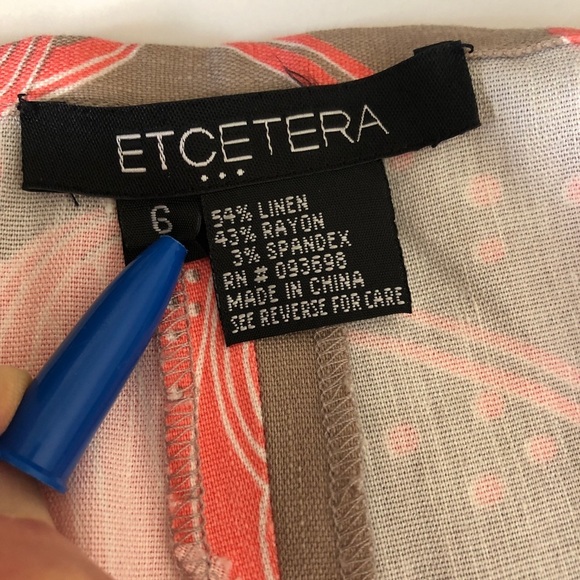 ETCETERA
...
6
54% LINEN
43% RAYON
3% SPANDEX
RN # 093698
MADE IN CHINA
SEE REVERSE FOR CARE